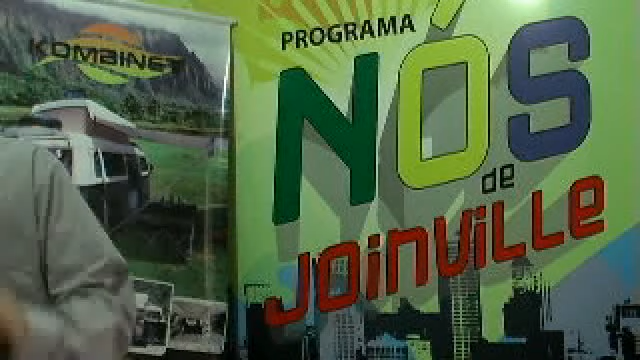 KOMBINET
PROGRAMA
NÓS
de
JOINVILLE